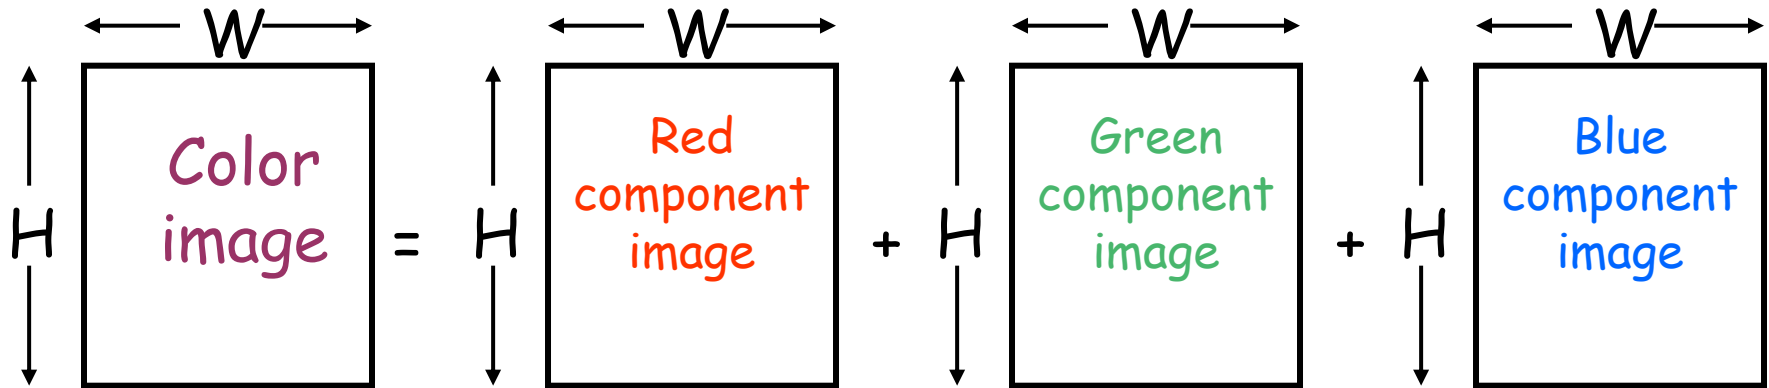 W W W W
Color
image
Red
component
image
Green
component
image
Blue
component
image
H = H + H + H